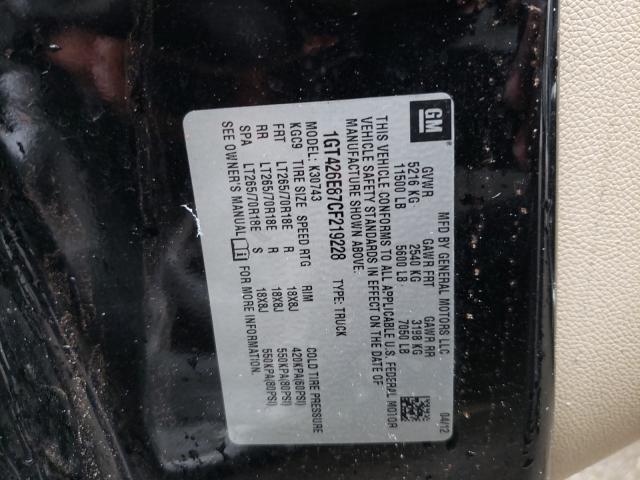 GM
MFD BY GENERAL MOTORS LLC 04/12
GVWR GAWR FRT GAWR RR
5216 KG 2540 KG 3198 KG
11500 LB 5600 LB 7050 LB
THIS VEHICLE CONFORMS TO ALL APPLICABLE U.S. FEDERAL MOTOR
VEHICLE SAFETY STANDARDS IN EFFECT ON THE DATE OF
MANUFACTURE SHOWN ABOVE.
1GT426E87CF219228 TYPE: TRUCK
MODEL: K30743
KGC9 TIRE SIZE SPEED RTG RIM COLD TIRE PRESSURE
FRT LT265/70R18E R 18X8J 420KPA(60PSI)
RR LT265/70R18E R 18X8J 550KPA(80PSI)
SPA LT265/70R18E S 18X8J 550KPA(80PSI)
SEE OWNER'S MANUAL FOR MORE INFORMATION.